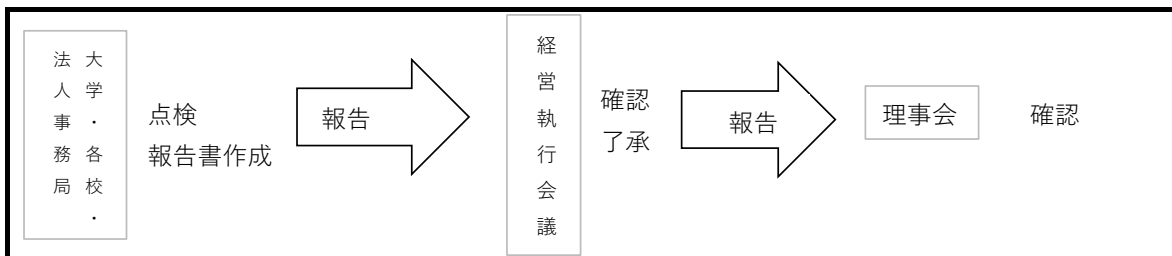 大学・各校・
法人事務局
点検
報告書作成
報告
経営執行会議
確認
了承
報告
理事会
確認